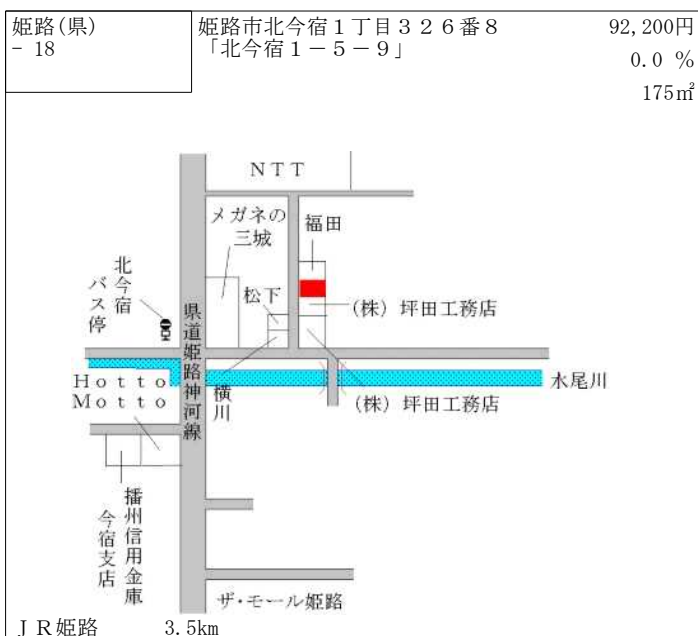 姫路(県)
- 18
姫路市北今宿１丁目３２６番８
「北今宿１－５－９」
92,200円
0.0 %
175㎡
ＮＴＴ
メガネの
三城
福田
北今宿
バス停
松下
(株) 坪田工務店
県道姫路神河線
Ｈｏｔｔｏ
Ｍｏｔｔｏ
横川
水尾川
(株) 坪田工務店
播州信用金庫
今宿支店
ザ・モール姫路
ＪＲ姫路 3.5km